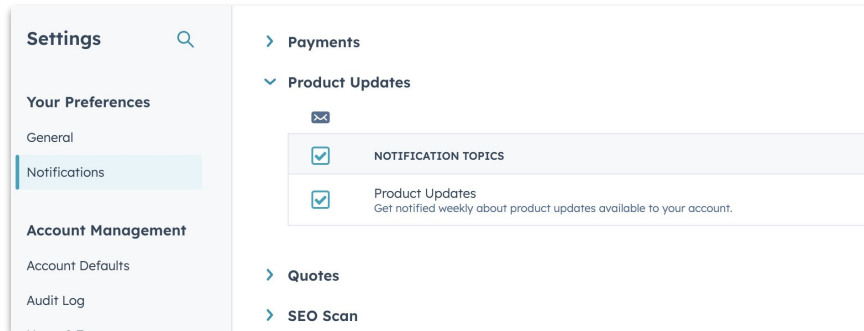 Settings
Your Preferences
General
Notifications
Account Management
Account Defaults
Audit Log
Payments
Product Updates
NOTIFICATION TOPICS
Product Updates
Get notified weekly about product updates available to your account.
Quotes
SEO Scan